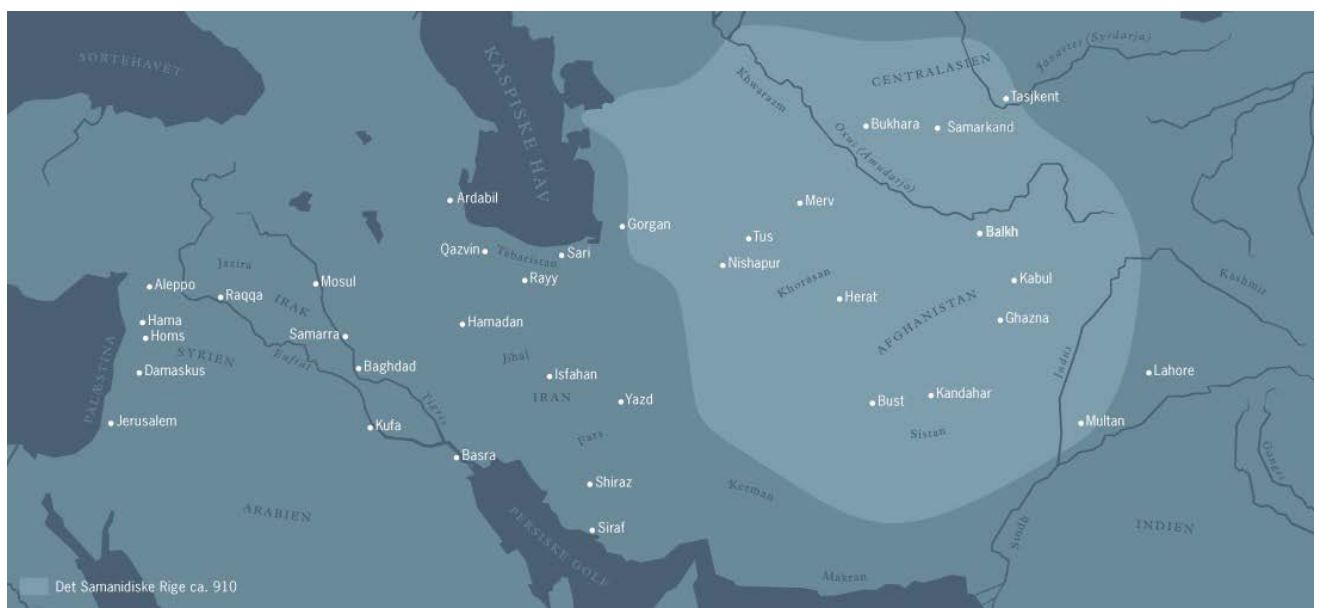 SORTEHAVET
KASPISKE HAV
CENTRALASIEN
Jaxartes (Syrdarja)
Khwarazm
Tasjkent
Bukhara
Samarkand
Oxus (Amudarja)
Ardabil
Merv
Gorgan
Tus
Balkh
Qazvin
Tabaristan
Sari
Nishapur
Jazira
Mosul
Rayy
Khorasan
Kabul
Kashmir
Aleppo
Raqqa
IRAK
Herat
AFGHANISTAN
Hama
Homs
Samarra
Hamadan
Ghazna
PALÆSTINA
SYRIEN
Eufrat
Jibal
Indus
Damaskus
Baghdad
Isfahan
Lahore
IRAN
Yazd
Bust
Kandahar
Tigris
Jerusalem
Kufa
Fars
Sistan
Multan
Ganges
Basra
Shiraz
Kerman
ARABIEN
PERSISKE GOLF
Siraf
Sindh
INDIEN
Makran
Det Samanidiske Rige ca. 910